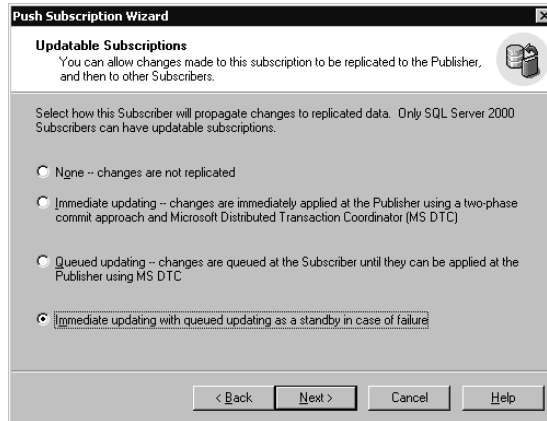 Push Subscription Wizard
Updatable Subscriptions
You can allow changes made to this subscription to be replicated to the Publisher,
and then to other Subscribers.
Select how this Subscriber will propagate changes to replicated data. Only SQL Server 2000
Subscribers can have updatable subscriptions.
None -- changes are not replicated
Immediate updating -- changes are immediately applied at the Publisher using a two-phase
commit approach and Microsoft Distributed Transaction Coordinator (MS DTC)
Queued updating -- changes are queued at the Subscriber until they can be applied at the
Publisher using MS DTC
Immediate updating with queued updating as a standby in case of failure
< Back Next > Cancel Help